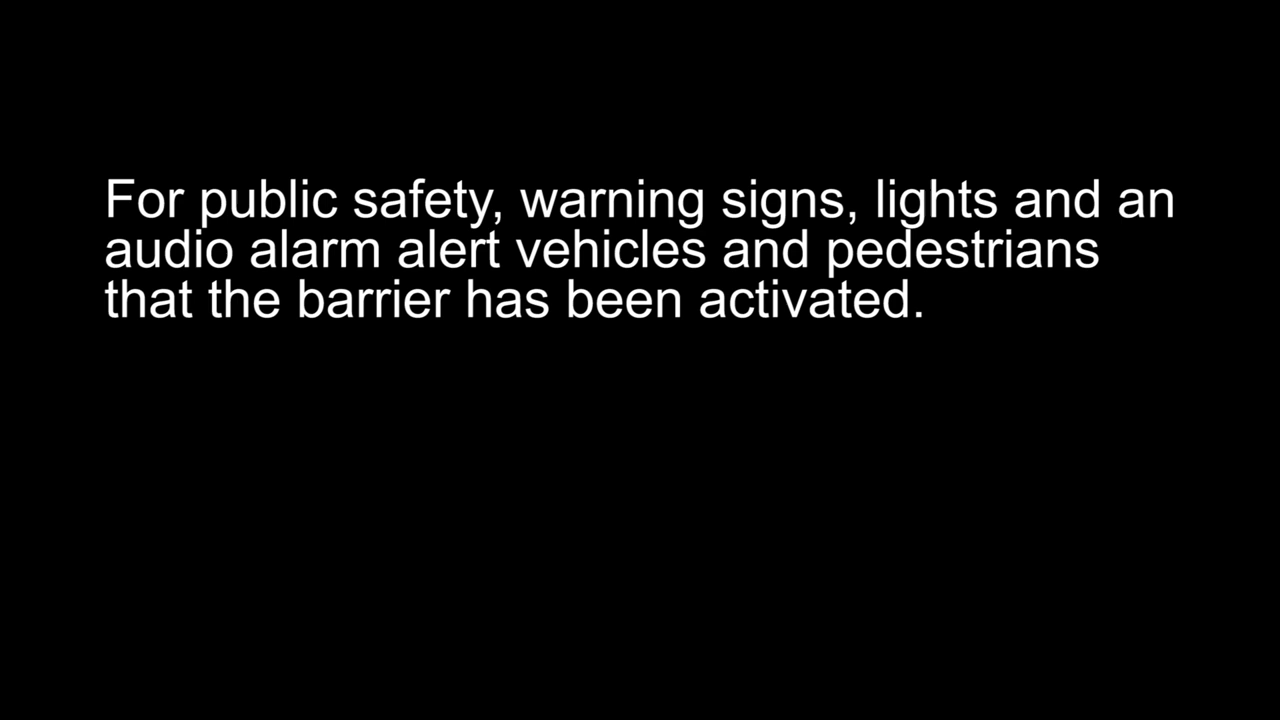 For public safety, warning signs, lights and an
audio alarm alert vehicles and pedestrians
that the barrier has been activated.